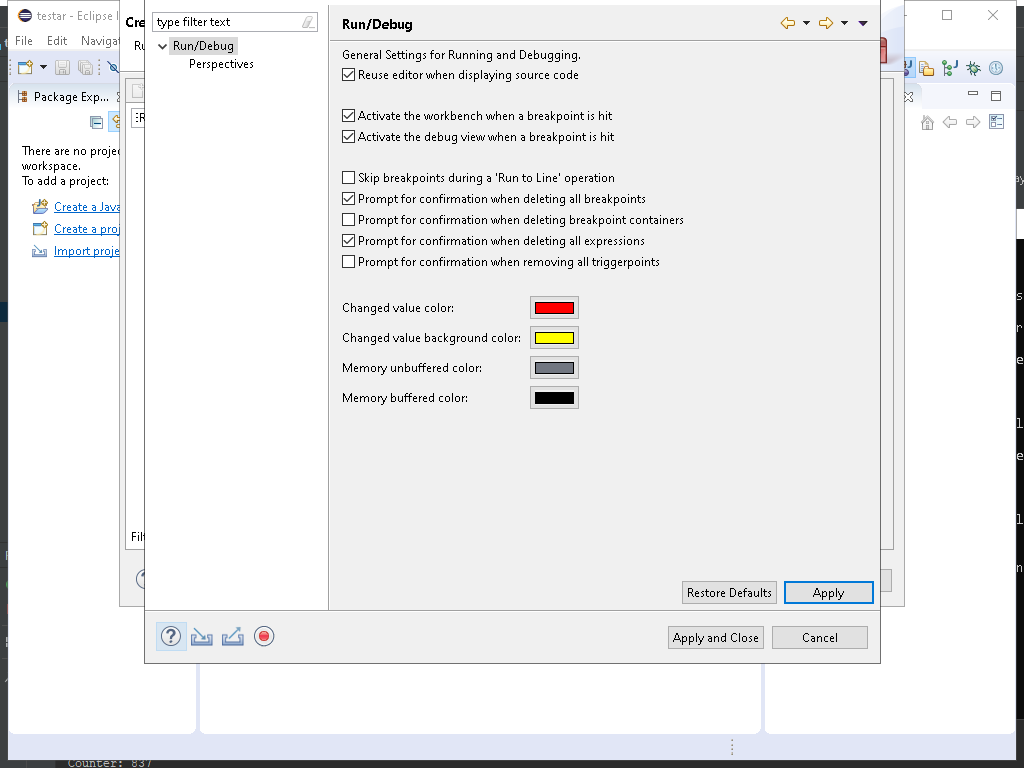 testar - Eclipse I
File Edit Naviga
Package Exp...
There are no proje
workspace.
To add a project:
Create a Java
Create a proj
Import proje
Cre
Ru
Filt
type filter text
Run/Debug
Perspectives
Run/Debug
General Settings for Running and Debugging.
Reuse editor when displaying source code
Activate the workbench when a breakpoint is hit
Activate the debug view when a breakpoint is hit
Skip breakpoints during a 'Run to Line' operation
Prompt for confirmation when deleting all breakpoints
Prompt for confirmation when deleting breakpoint containers
Prompt for confirmation when deleting all expressions
Prompt for confirmation when removing all triggerpoints
Changed value color:
Changed value background color:
Memory unbuffered color:
Memory buffered color:
Restore Defaults
Apply
Apply and Close
Cancel
Counter: 837